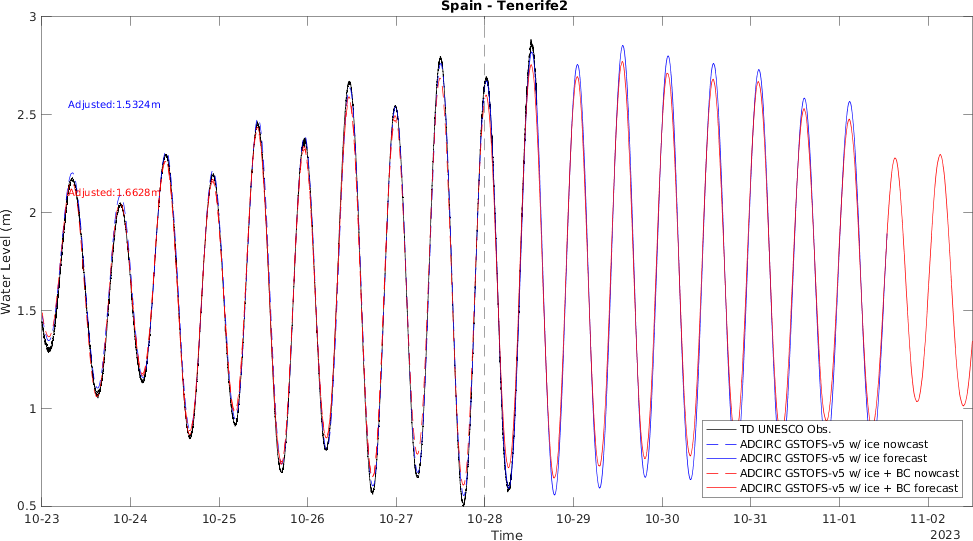 Spain - Tenerife2
3
2.5
2
1.5
1
0.5
Water Level (m)
Adjusted:1.5324m
Adjusted:1.6628m
TD UNESCO Obs.
ADCIRC GSTOFS-v5 w/ ice nowcast
ADCIRC GSTOFS-v5 w/ ice forecast
ADCIRC GSTOFS-v5 w/ ice + BC nowcast
ADCIRC GSTOFS-v5 w/ ice + BC forecast
10-23 10-24 10-25 10-26 10-27 10-28 10-29 10-30 10-31 11-01 11-02
Time
2023